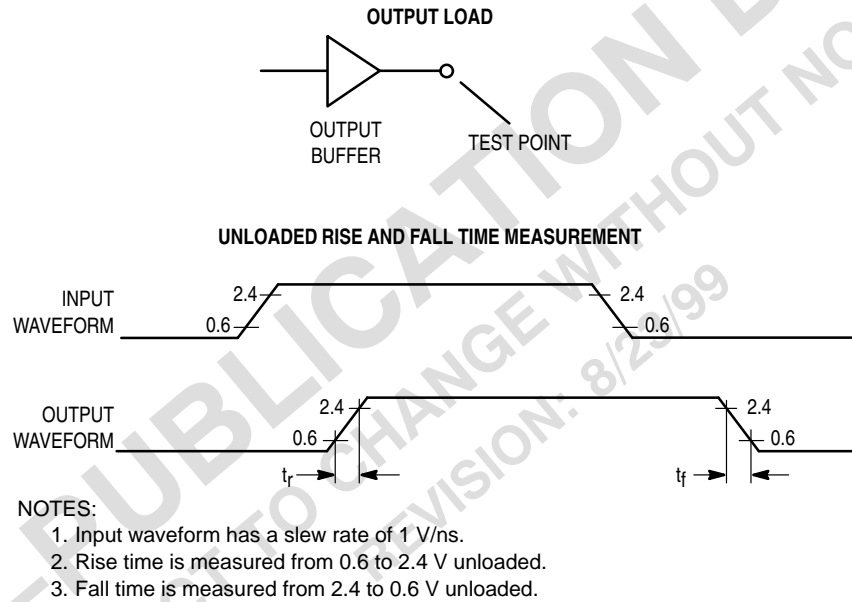 OUTPUT LOAD
OUTPUT
BUFFER
TEST POINT
UNLOADED RISE AND FALL TIME MEASUREMENT
INPUT
WAVEFORM
2.4
0.6
2.4
0.6
OUTPUT
WAVEFORM
2.4
0.6
2.4
0.6
tr
tf
NOTES:
1. Input waveform has a slew rate of 1 V/ns.
2. Rise time is measured from 0.6 to 2.4 V unloaded.
3. Fall time is measured from 2.4 to 0.6 V unloaded.
PUBLICATION
CT TO CHANGE WITHOUT NO
REVISION: 8/23/99